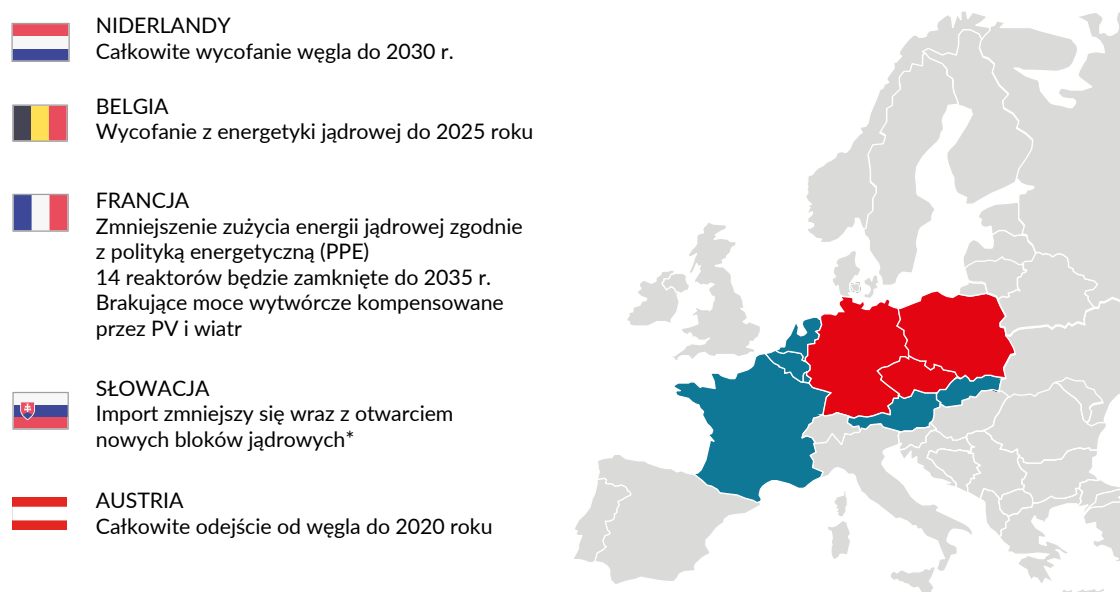 NIDERLANDY
Całkowite wycofanie węgla do 2030 r.
BELGIA
Wycofanie z energetyki jądrowej do 2025 roku
FRANCJA
Zmniejszenie zużycia energii jądrowej zgodnie
z polityką energetyczną (PPE)
14 reaktorów będzie zamknięte do 2035 r.
Brakujące moce wytwórcze kompensowane
przez PV i wiatr
SŁOWACJA
Import zmniejszy się wraz z otwarciem
nowych bloków jądrowych*
AUSTRIA
Całkowite odejście od węgla do 2020 roku